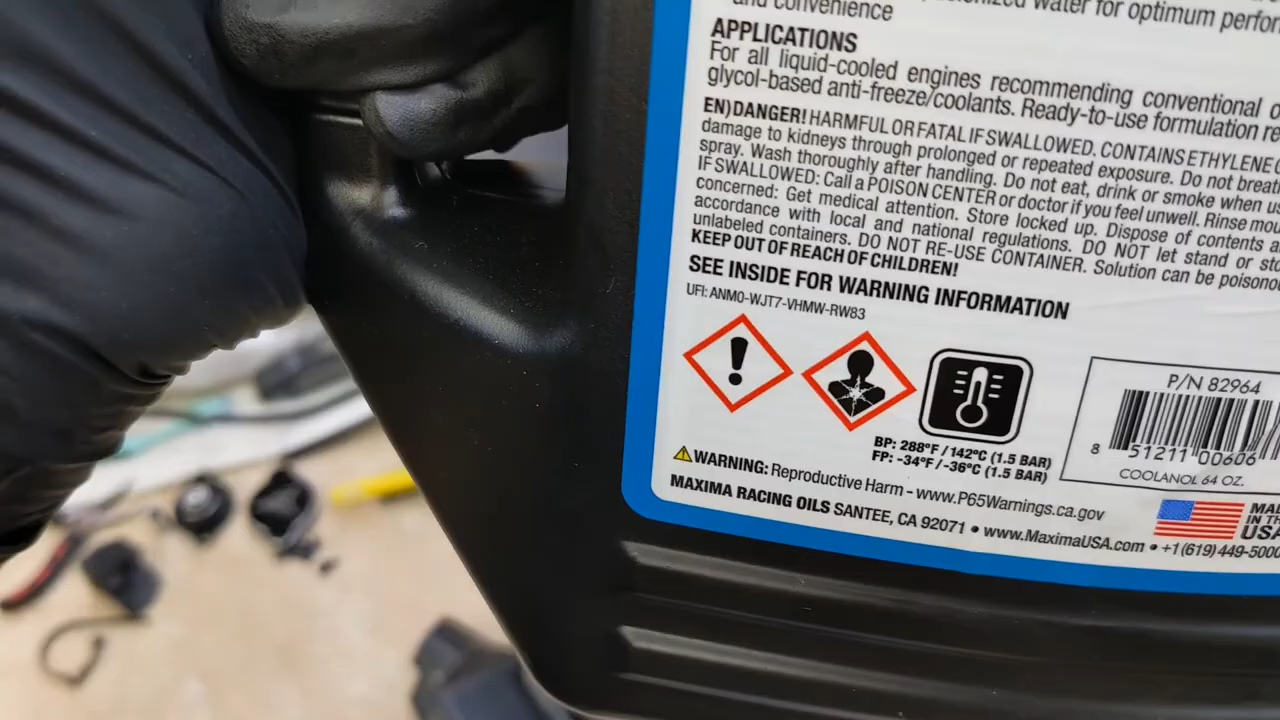 Water for optimum perfor
and convenience
APPLICATIONS
For all liquid-cooled engines recommending conventional o
glycol-based anti-freeze/coolants. Ready-to-use formulation re
EN) DANGER! HARMFUL OR FATAL IF SWALLOWED. CONTAINS ETHYLENE G
damage to kidneys through prolonged or repeated exposure. Do not breat
spray. Wash thoroughly after handling. Do not eat, drink or smoke when us
IF SWALLOWED: Call a POISON CENTER or doctor if you feel unwell. Rinse mou
concerned: Get medical attention. Store locked up. Dispose of contents a
accordance with local and national regulations. DO NOT let stand or sto
unlabeled containers. DO NOT RE-USE CONTAINER. Solution can be poisono
KEEP OUT OF REACH OF CHILDREN!
SEE INSIDE FOR WARNING INFORMATION
UFI: ANM0-WJT7-VHMW-RW83
BP: 288°F / 142°C (1.5 BAR)
FP: -34°F / -36°C (1.5 BAR)
P/N 82964
8 51211 00606
COOLANOL 64 OZ.
WARNING: Reproductive Harm - www.P65Warnings.ca.gov
MAXIMA RACING OILS SANTEE, CA 92071 • www.MaximaUSA.com • +1(619) 449-5000
MAD
IN TH
USA